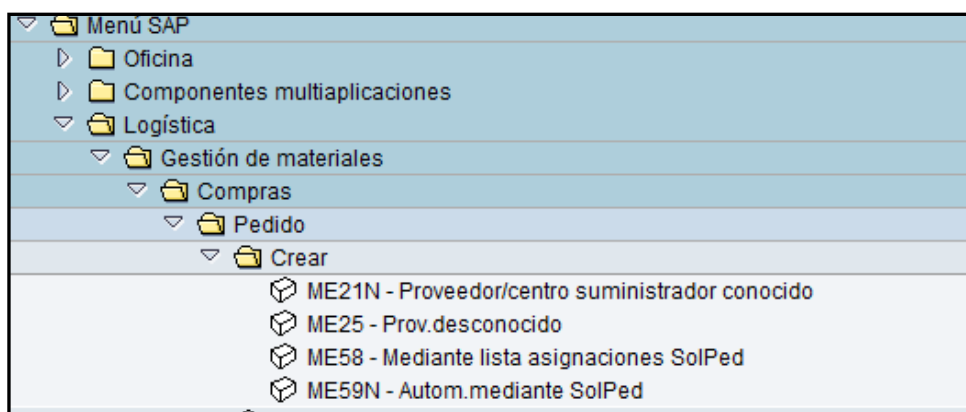 Menú SAP
Oficina
Componentes multiaplicaciones
Logística
Gestión de materiales
Compras
Pedido
Crear
ME21N - Proveedor/centro suministrador conocido
ME25 - Prov.desconocido
ME58 - Mediante lista asignaciones SolPed
ME59N - Autom.mediante SolPed